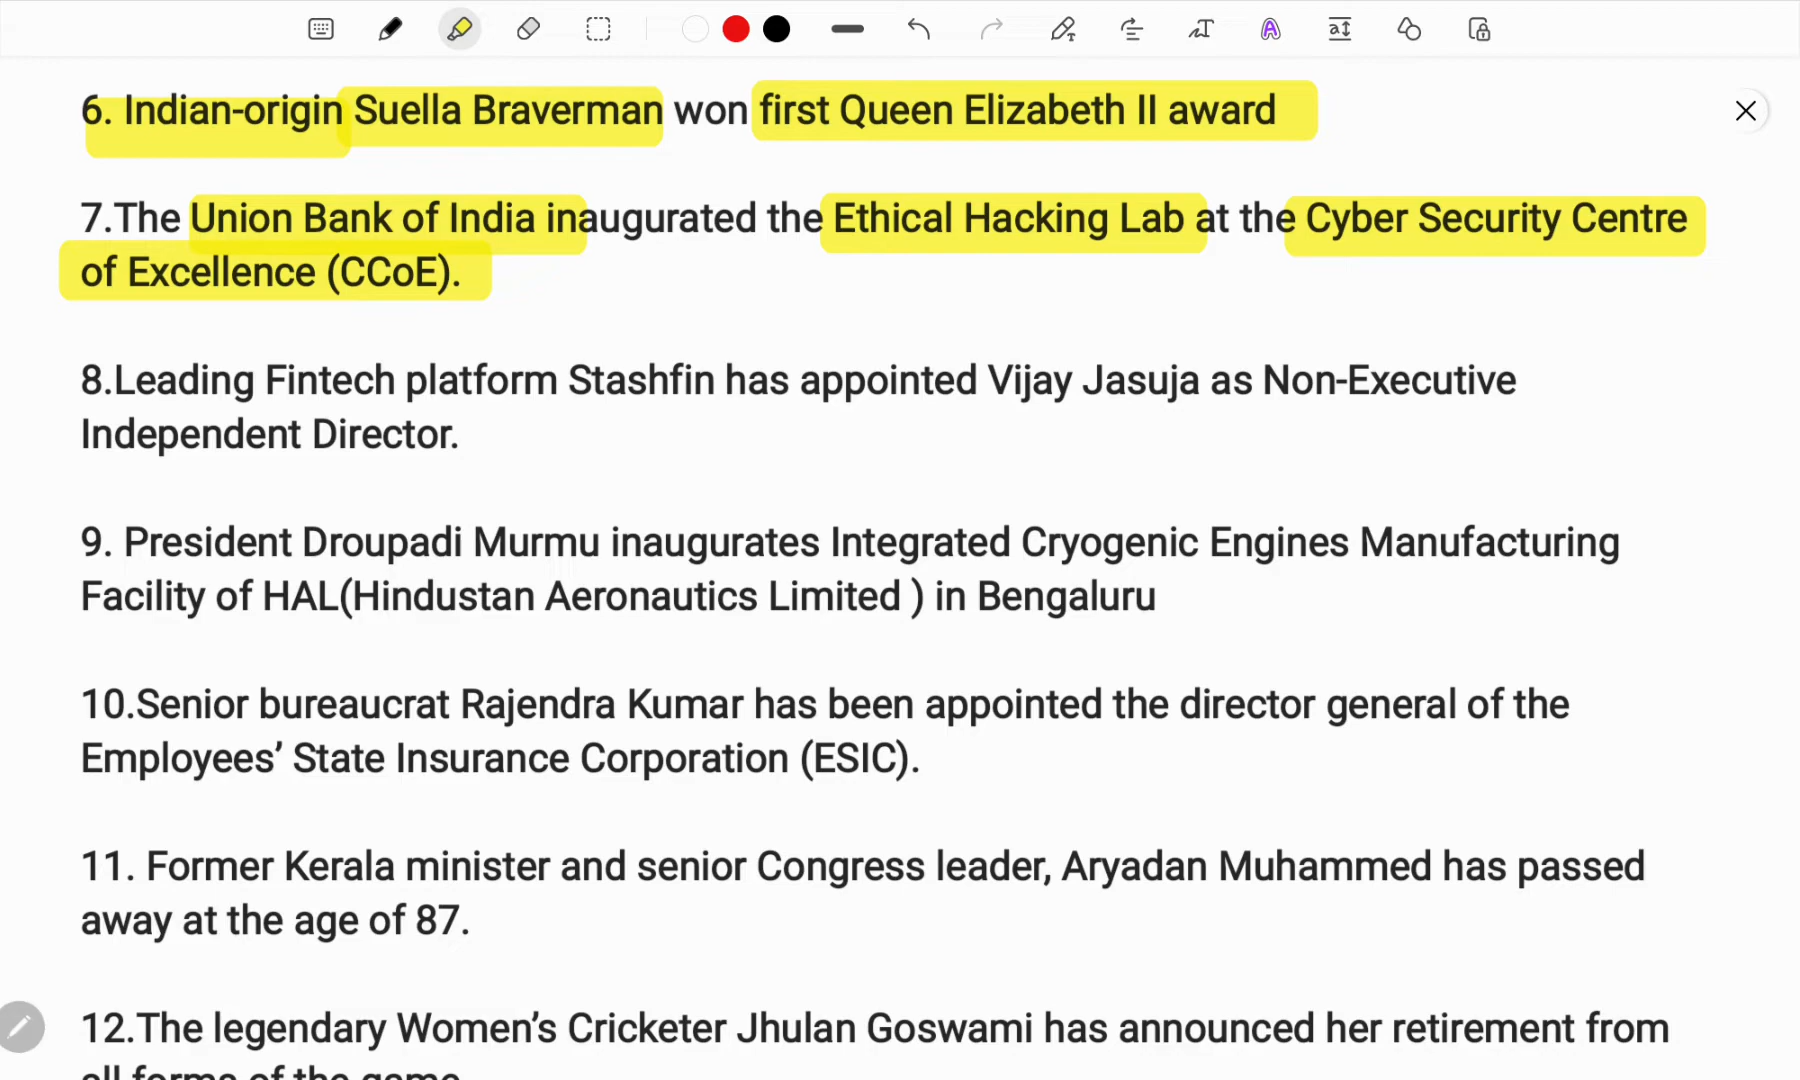 6. Indian-origin Suella Braverman won first Queen Elizabeth II award
7.The Union Bank of India inaugurated the Ethical Hacking Lab at the Cyber Security Centre
of Excellence (CCoE).
8.Leading Fintech platform Stashfin has appointed Vijay Jasuja as Non-Executive
Independent Director.
9. President Droupadi Murmu inaugurates Integrated Cryogenic Engines Manufacturing
Facility of HAL(Hindustan Aeronautics Limited ) in Bengaluru
10.Senior bureaucrat Rajendra Kumar has been appointed the director general of the
Employees’ State Insurance Corporation (ESIC).
11. Former Kerala minister and senior Congress leader, Aryadan Muhammed has passed
away at the age of 87.
12.The legendary Women’s Cricketer Jhulan Goswami has announced her retirement from
all forms of the game